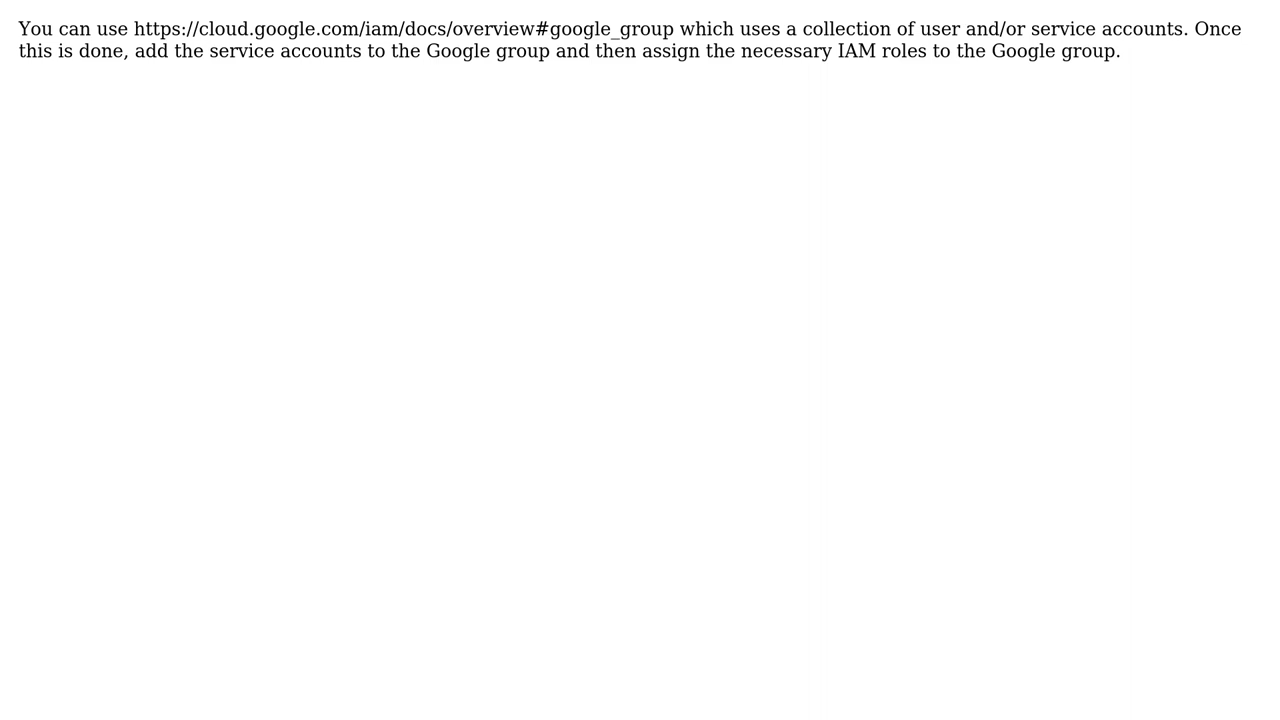 You can use https://cloud.google.com/iam/docs/overview#google_group which uses a collection of user and/or service accounts. Once
this is done, add the service accounts to the Google group and then assign the necessary IAM roles to the Google group.